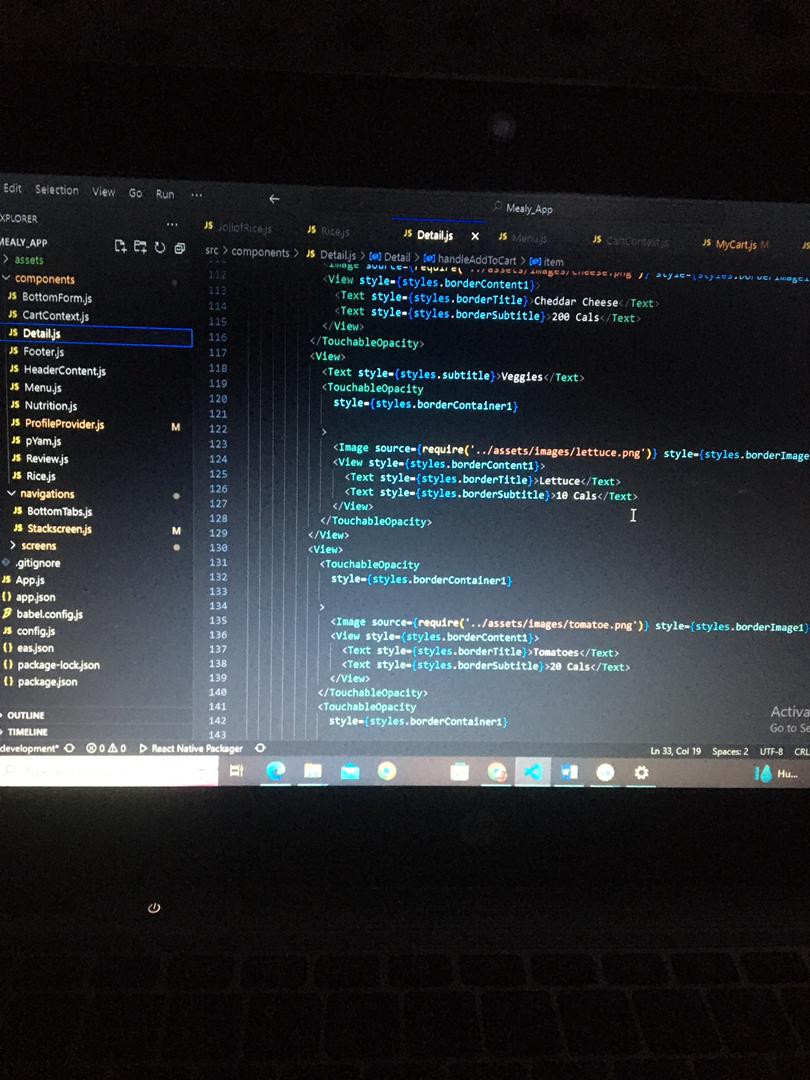 Edit Selection View Go Run ···
Mealy_App
XPLORER ···
JS JollofRice.js JS Rice.js JS Detail.js × JS Menu.js JS CartContext.js JS MyCart.js M JS
MEALY_APP
src > components > JS Detail.js > Detail > handleAddToCart > item
> assets
components
JS BottomForm.js
JS CartContext.js
JS Detail.js
JS Footer.js
JS HeaderContent.js
JS Menu.js
JS Nutrition.js
JS ProfileProvider.js M
JS pYam.js
JS Review.js
JS Rice.js
navigations
JS BottomTabs.js
JS Stackscreen.js M
> screens
.gitignore
JS App.js
{} app.json
babel.config.js
JS config.js
{} eas.json
{} package-lock.json
{} package.json
> OUTLINE
> TIMELINE
112 <Image source={require('../assets/images/cheese.png')} style={styles.borderImage1
113 <View style={styles.borderContent1}>
114 <Text style={styles.borderTitle}>Cheddar Cheese</Text>
115 <Text style={styles.borderSubtitle}>200 Cals</Text>
116 </View>
117 </TouchableOpacity>
118 <View>
119 <Text style={styles.subtitle}>Veggies</Text>
120 <TouchableOpacity
121 style={styles.borderContainer1}
122
123 >
124 <Image source={require('../assets/images/lettuce.png')} style={styles.borderImage
125 <View style={styles.borderContent1}>
126 <Text style={styles.borderTitle}>Lettuce</Text>
127 <Text style={styles.borderSubtitle}>10 Cals</Text>
128 </View>
129 </TouchableOpacity>
130 </View>
131 <View>
132 <TouchableOpacity
133 style={styles.borderContainer1}
134
135 >
136 <Image source={require('../assets/images/tomatoe.png')} style={styles.borderImage1}
137 <View style={styles.borderContent1}>
138 <Text style={styles.borderTitle}>Tomatoes</Text>
139 <Text style={styles.borderSubtitle}>20 Cals</Text>
140 </View>
141 </TouchableOpacity>
142 <TouchableOpacity
143 style={styles.borderContainer1}
Activa
Go to Se
development* 0 0 React Native Packager Ln 33, Col 19 Spaces: 2 UTF-8 CRL
Hu...